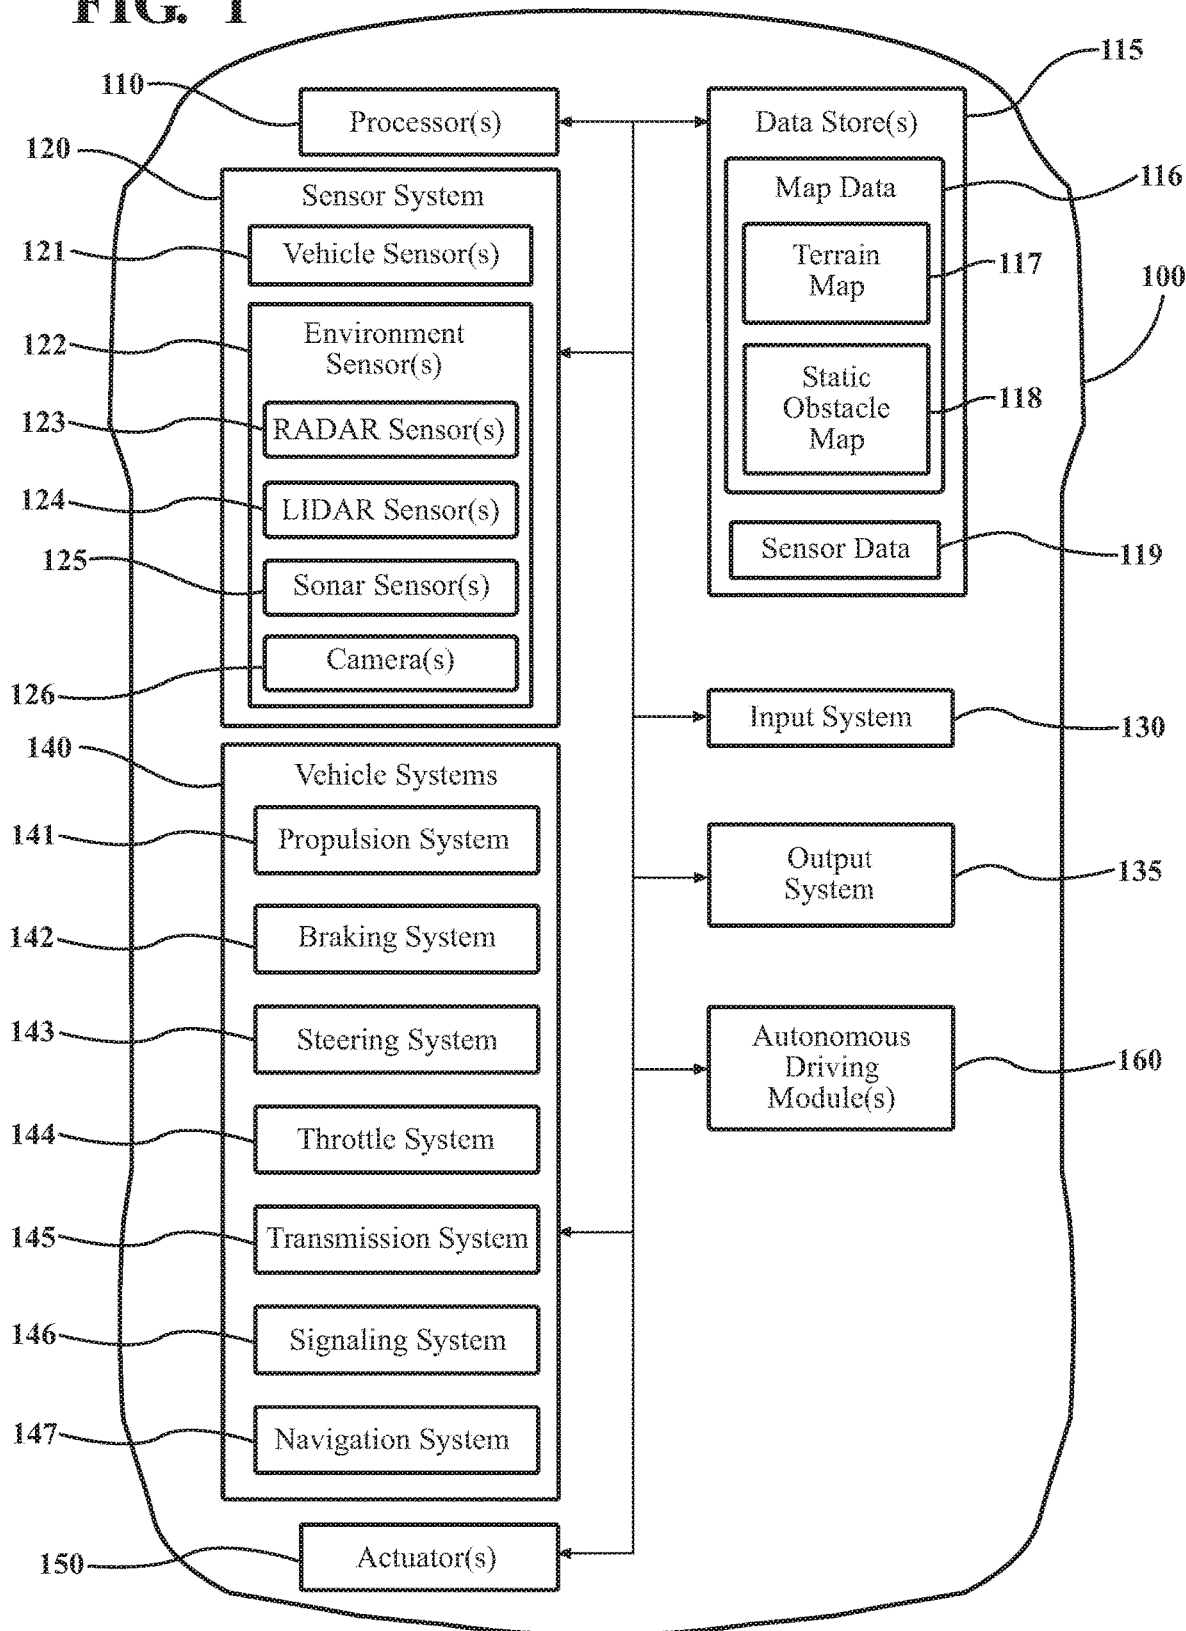 FIG. 1
110
Processor(s)
120
Sensor System
121
Vehicle Sensor(s)
122
Environment
Sensor(s)
123
RADAR Sensor(s)
124
LIDAR Sensor(s)
125
Sonar Sensor(s)
126
Camera(s)
140
Vehicle Systems
141
Propulsion System
142
Braking System
143
Steering System
144
Throttle System
145
Transmission System
146
Signaling System
147
Navigation System
150
Actuator(s)
115
Data Store(s)
116
Map Data
Terrain
Map
117
100
Static
Obstacle
Map
118
Sensor Data
119
Input System
130
Output
System
135
Autonomous
Driving
Module(s)
160